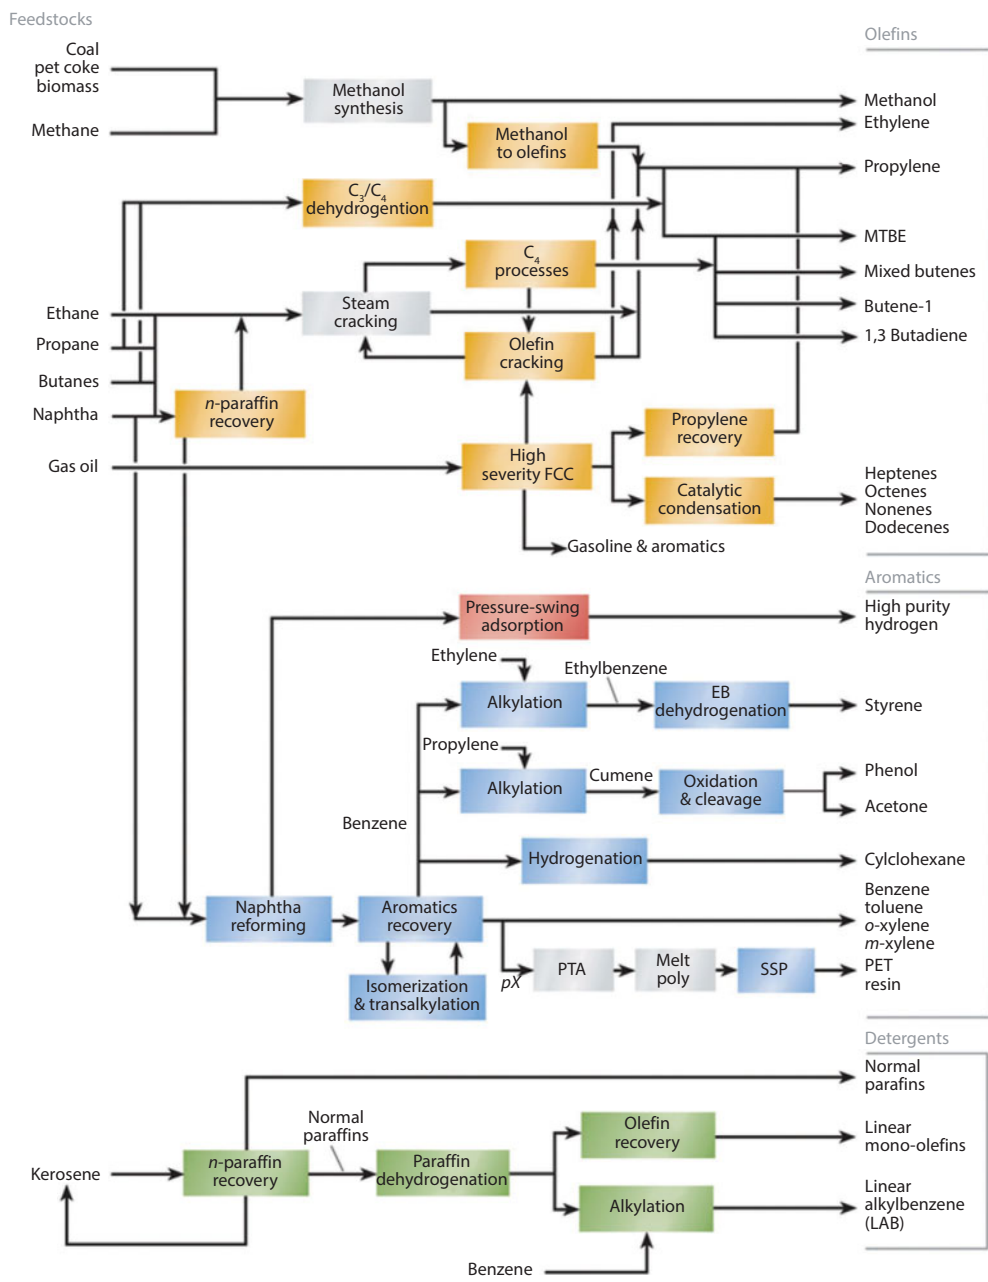 Feedstocks
Olefins
Coal
pet coke
biomass
Methane
Methanol
synthesis
Methanol
Ethylene
Methanol
to olefins
Propylene
C₃/C₄
dehydrogention
MTBE
C₄
processes
Mixed butenes
Ethane
Steam
cracking
Butene-1
Propane
Olefin
cracking
1,3 Butadiene
Butanes
Naphtha
n-paraffin
recovery
Propylene
recovery
Gas oil
High
severity FCC
Catalytic
condensation
Heptenes
Octenes
Nonenes
Dodecenes
Gasoline & aromatics
Aromatics
Pressure-swing
adsorption
High purity
hydrogen
Ethylene
Ethylbenzene
Alkylation
EB
dehydrogenation
Styrene
Propylene
Alkylation
Cumene
Oxidation
& cleavage
Phenol
Acetone
Benzene
Hydrogenation
Cylclohexane
Naphtha
reforming
Aromatics
recovery
Benzene
toluene
o-xylene
m-xylene
Isomerization
& transalkylation
pX
PTA
Melt
poly
SSP
PET
resin
Detergents
Normal
parafins
Normal
paraffins
Olefin
recovery
Linear
mono-olefins
Kerosene
n-paraffin
recovery
Paraffin
dehydrogenation
Alkylation
Linear
alkylbenzene
(LAB)
Benzene